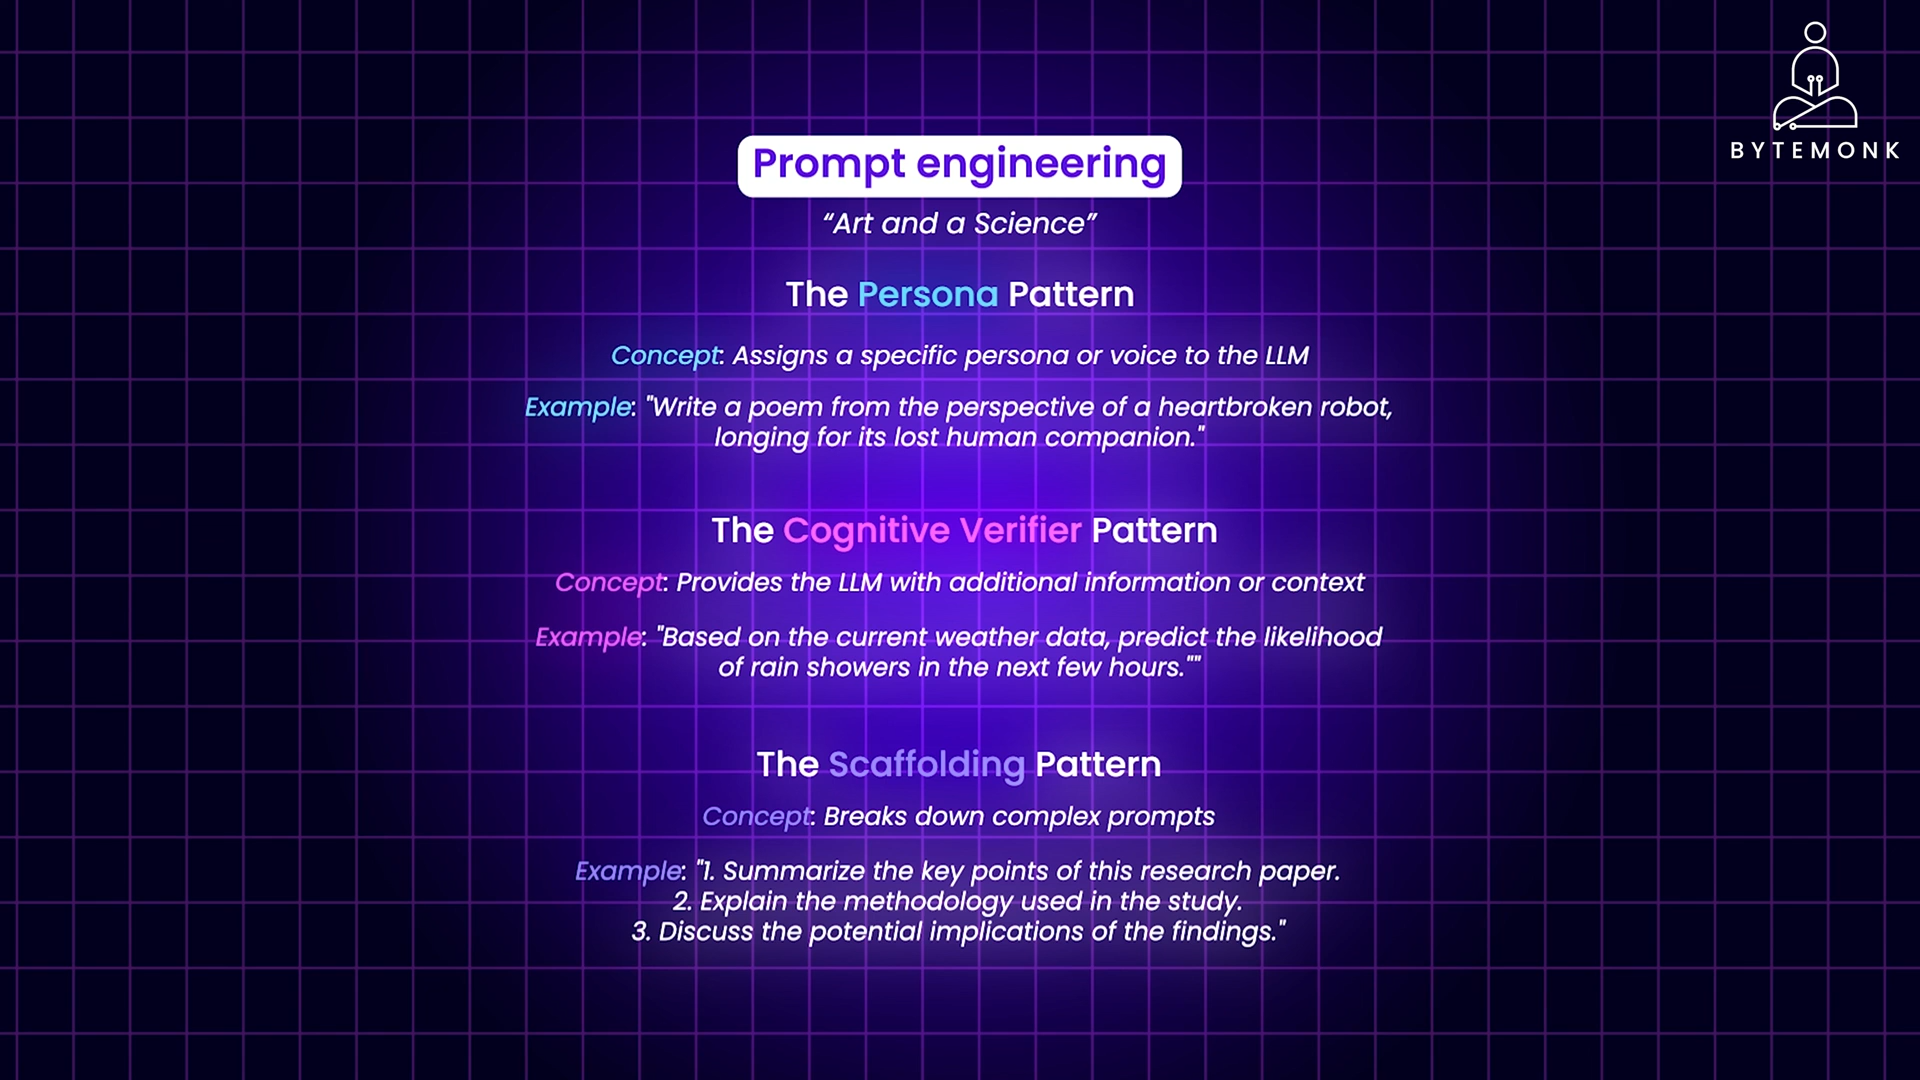 BYTEMONK
Prompt engineering
“Art and a Science”
The Persona Pattern
Concept: Assigns a specific persona or voice to the LLM
Example: "Write a poem from the perspective of a heartbroken robot,
longing for its lost human companion."
The Cognitive Verifier Pattern
Concept: Provides the LLM with additional information or context
Example: "Based on the current weather data, predict the likelihood
of rain showers in the next few hours.""
The Scaffolding Pattern
Concept: Breaks down complex prompts
Example: "1. Summarize the key points of this research paper.
2. Explain the methodology used in the study.
3. Discuss the potential implications of the findings."